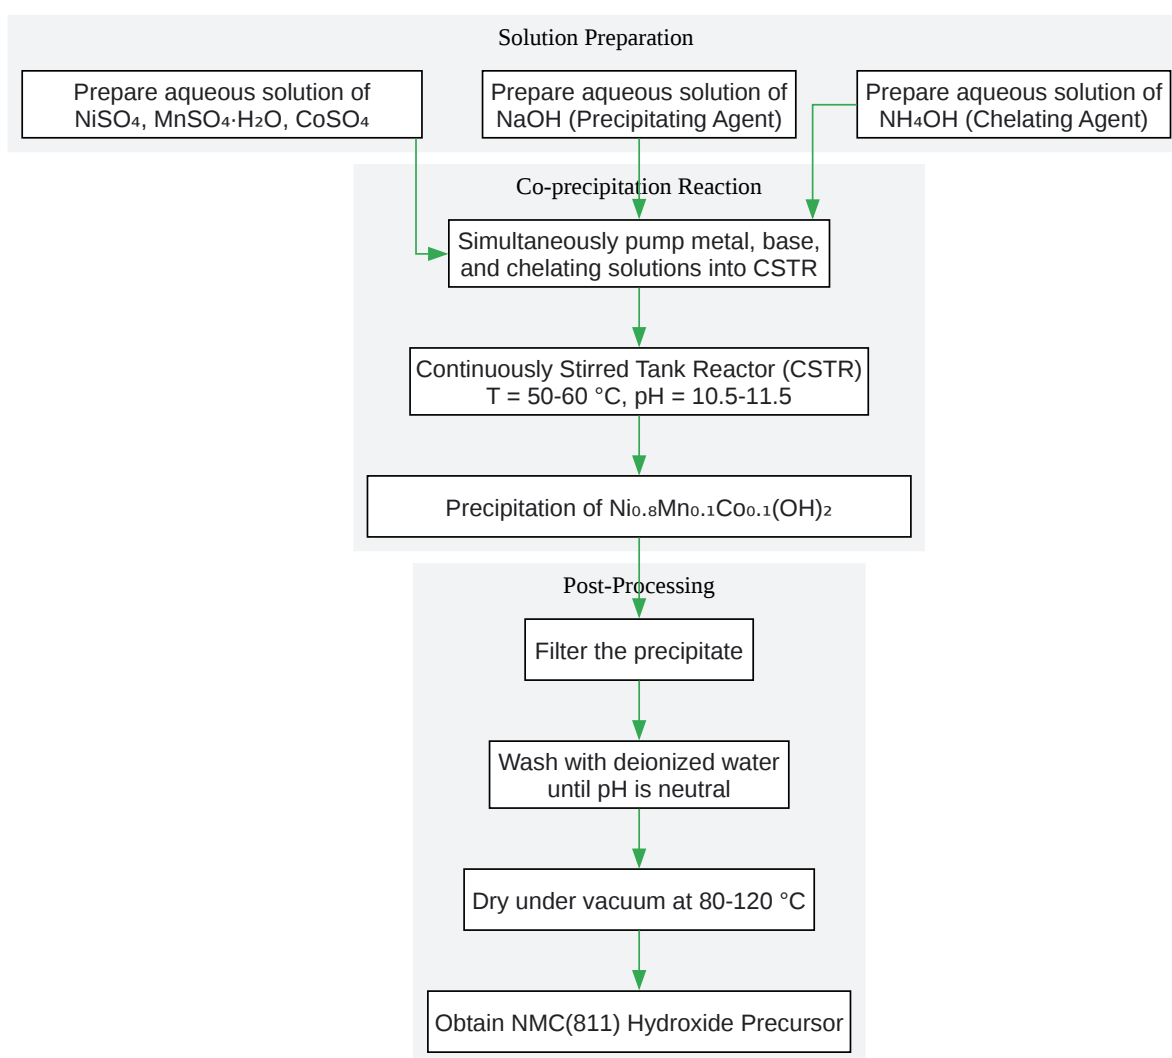 Solution Preparation
Prepare aqueous solution of
NiSO₄, MnSO₄·H₂O, CoSO₄
Prepare aqueous solution of
NaOH (Precipitating Agent)
Prepare aqueous solution of
NH₄OH (Chelating Agent)
Co-precipitation Reaction
Simultaneously pump metal, base,
and chelating solutions into CSTR
Continuously Stirred Tank Reactor (CSTR)
T = 50-60 °C, pH = 10.5-11.5
Precipitation of Ni₀.₈Mn₀.₁Co₀.₁(OH)₂
Post-Processing
Filter the precipitate
Wash with deionized water
until pH is neutral
Dry under vacuum at 80-120 °C
Obtain NMC(811) Hydroxide Precursor